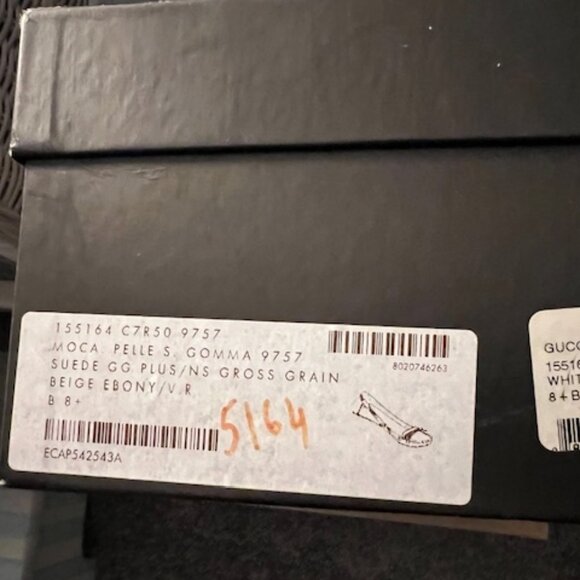 155164 C7R50 9757
MOCA. PELLE S. GOMMA 9757
SUEDE GG PLUS/NS GROSS GRAIN
BEIGE EBONY/V.R.
B 8+
8020746263
5164
ECAP542543A
GUCC
15516
WHIT
8+B